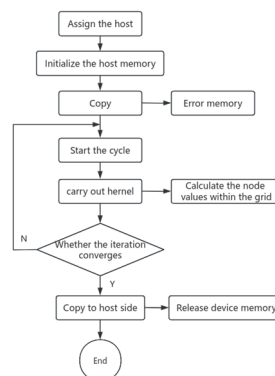 Assign the host
Initialize the host memory
Copy
Error memory
Start the cycle
carry out hernel
Calculate the node
values within the grid
N
Whether the iteration
converges
Y
Copy to host side
Release device memory
End